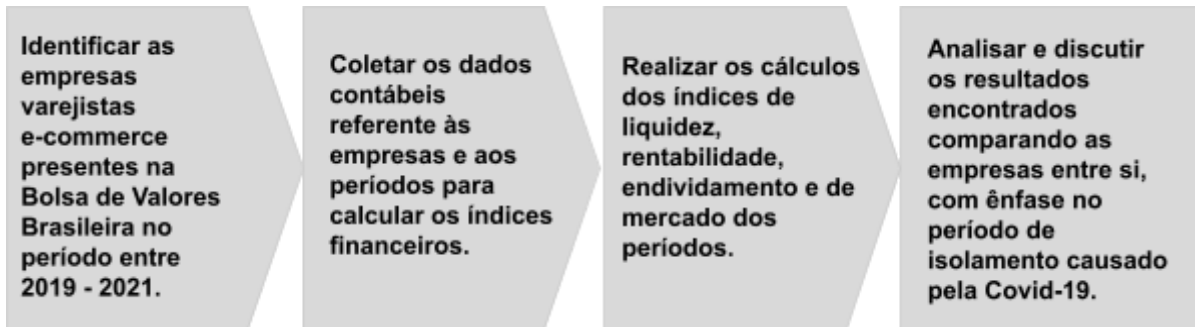 Identificar as
empresas
varejistas
e-commerce
presentes na
Bolsa de Valores
Brasileira no
período entre
2019 - 2021.
Coletar os dados
contábeis
referente às
empresas e aos
períodos para
calcular os índices
financeiros.
Realizar os cálculos
dos índices de
liquidez,
rentabilidade,
endividamento e de
mercado dos
períodos.
Analisar e discutir
os resultados
encontrados
comparando as
empresas entre si,
com ênfase no
período de
isolamento causado
pela Covid-19.